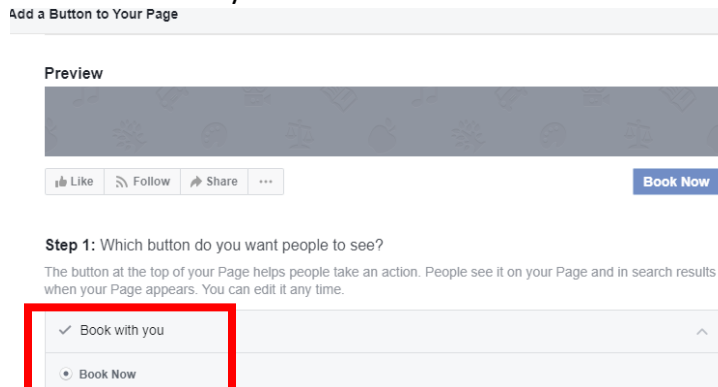 Add a Button to Your Page
Preview
Like Follow Share ...
Book Now
Step 1: Which button do you want people to see?
The button at the top of your Page helps people take an action. People see it on your Page and in search results
when your Page appears. You can edit it any time.
Book with you
Book Now